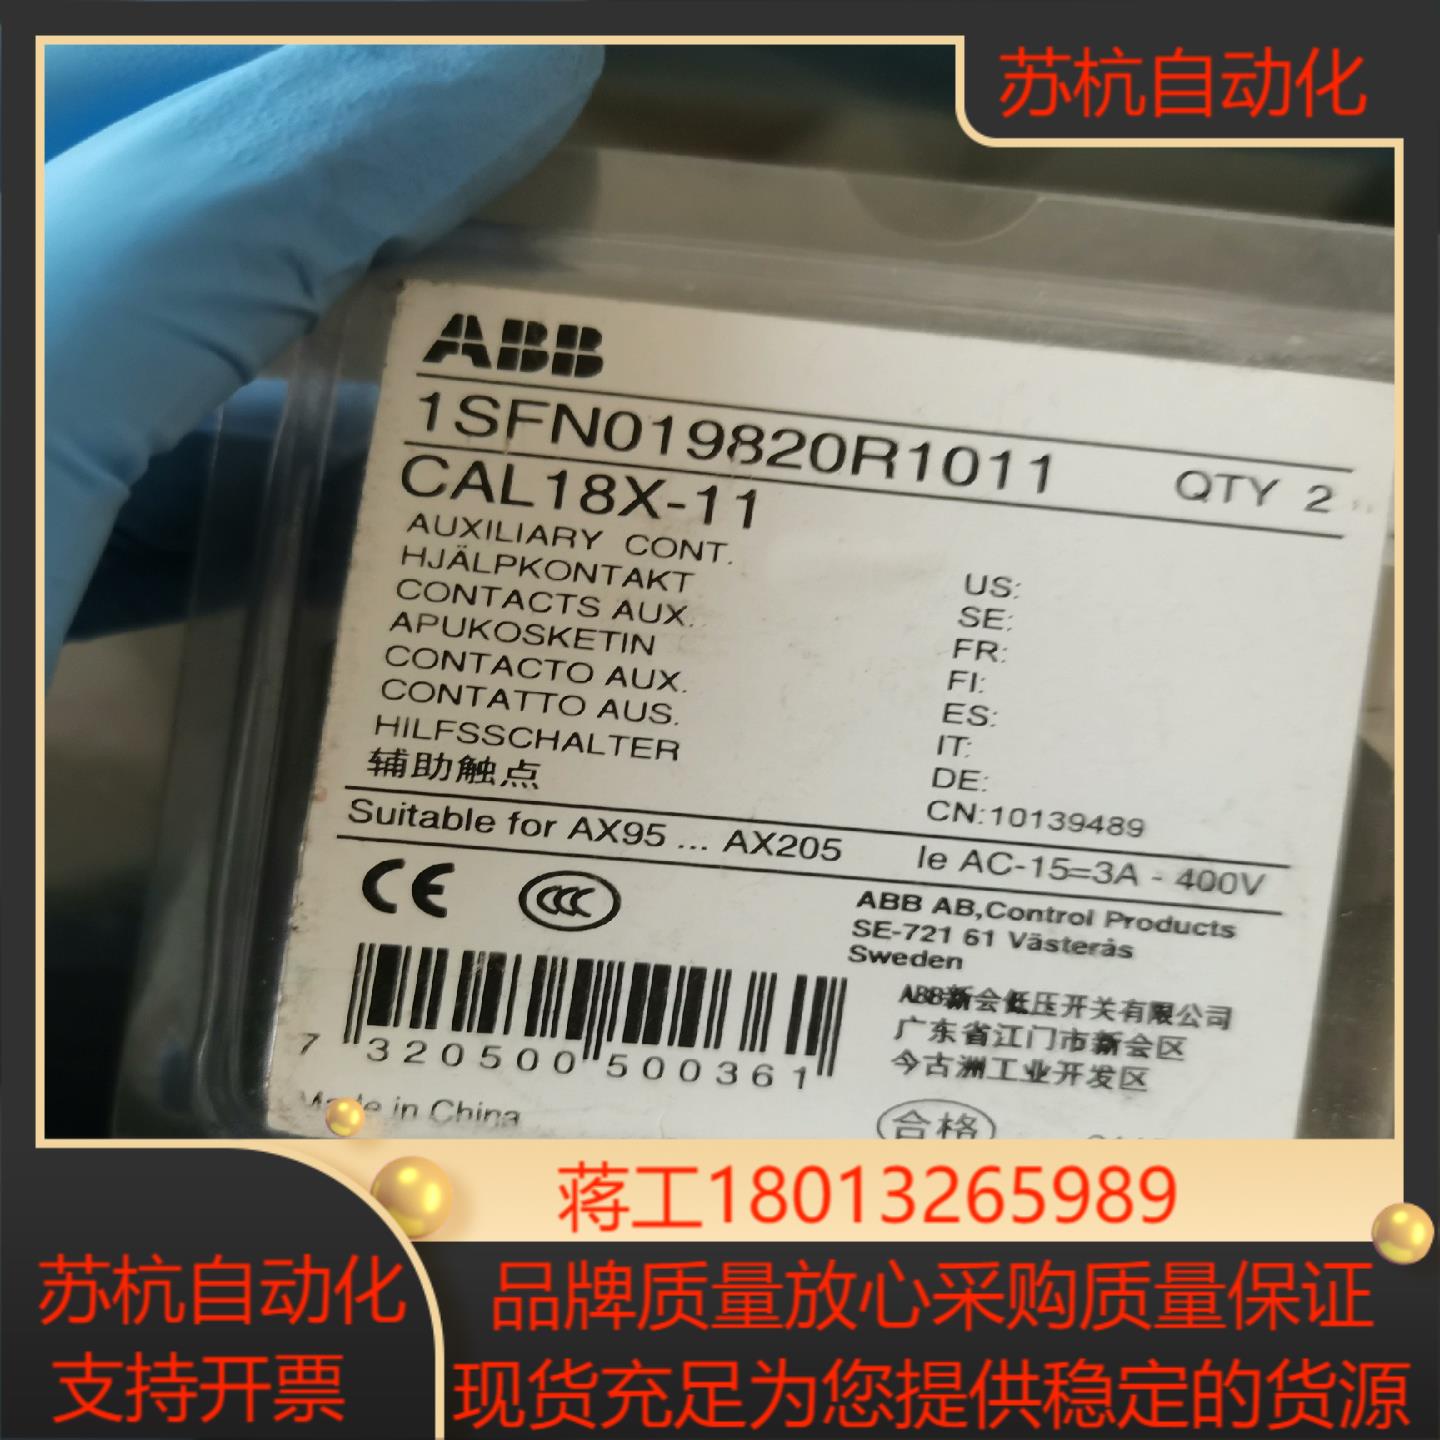 苏杭自动化
ABB
1SFN019820R1011 QTY 2
CAL18X-11
AUXILIARY CONT. US:
HJÄLPKONTAKT SE:
CONTACTS AUX. FR:
APUKOSKETIN FI:
CONTACTO AUX. ES:
CONTATTO AUS. IT:
HILFSSCHALTER DE:
辅助触点 CN:10139489
Suitable for AX95 ... AX205 Ie AC-15=3A - 400V
CE CCC
ABB AB,Control Products
SE-721 61 Västerås
Sweden
ABB新会低压开关有限公司
广东省江门市新会区
今古洲工业开发区
7 320500 500361
Made in China
合格
蒋工18013265989
苏杭自动化
支持开票
品牌质量放心采购质量保证
现货充足为您提供稳定的货源